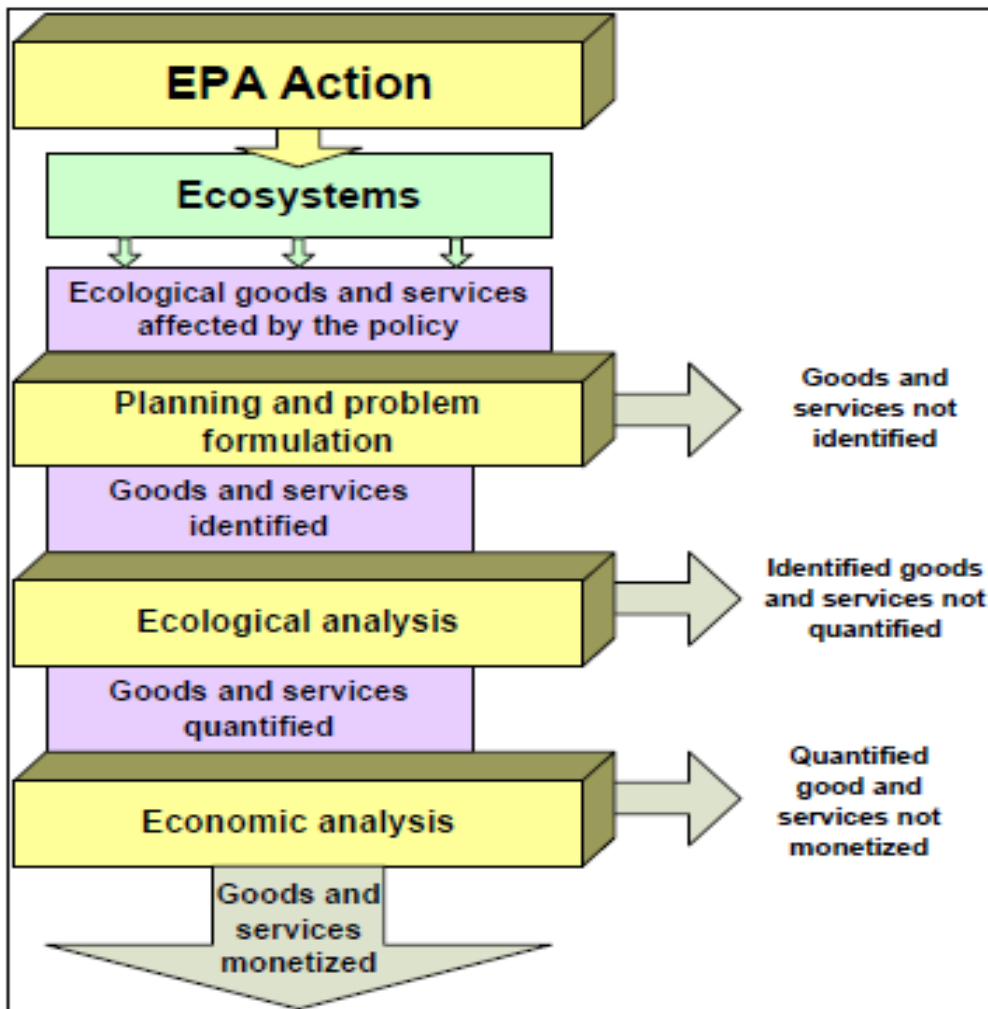 EPA Action
Ecosystems
Ecological goods and services
affected by the policy
Planning and problem
formulation
Goods and
services not
identified
Goods and services
identified
Ecological analysis
Identified goods
and services not
quantified
Goods and services
quantified
Economic analysis
Quantified
good and
services not
monetized
Goods and
services
monetized